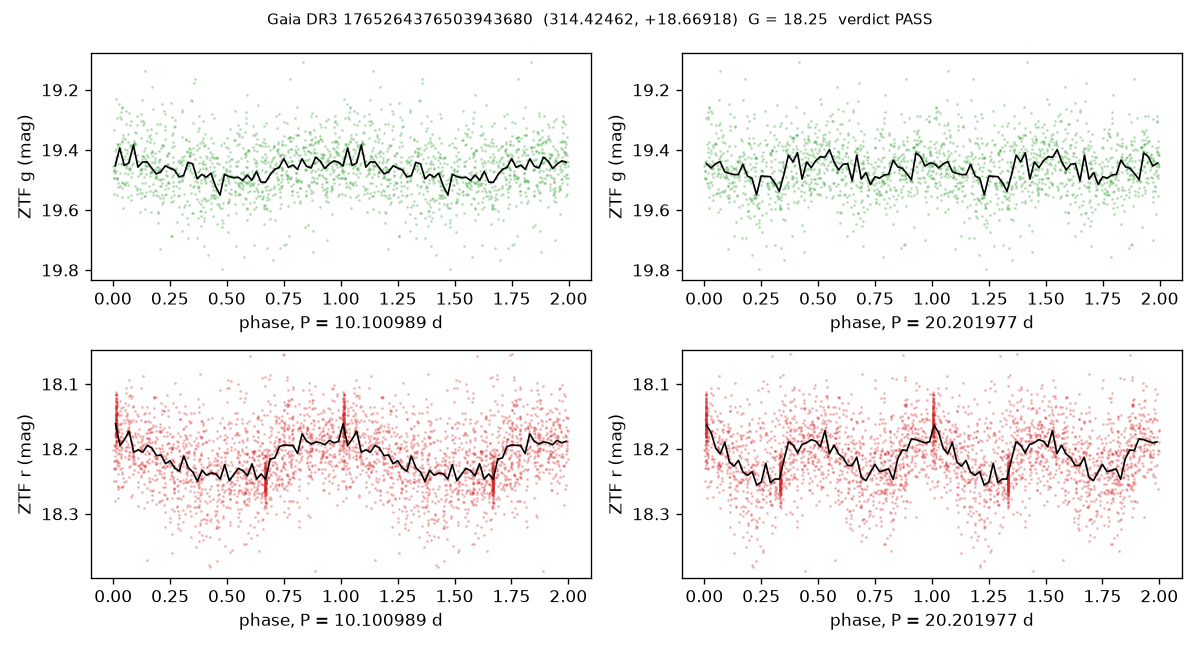 Gaia DR3 1765264376503943680  (314.42462, +18.66918)  G = 18.25  verdict PASS
ZTF g (mag)
19.2
19.4
19.6
19.8
0.00 0.25 0.50 0.75 1.00 1.25 1.50 1.75 2.00
phase, P = 10.100989 d
ZTF g (mag)
19.2
19.4
19.6
19.8
0.00 0.25 0.50 0.75 1.00 1.25 1.50 1.75 2.00
phase, P = 20.201977 d
ZTF r (mag)
18.1
18.2
18.3
0.00 0.25 0.50 0.75 1.00 1.25 1.50 1.75 2.00
phase, P = 10.100989 d
ZTF r (mag)
18.1
18.2
18.3
0.00 0.25 0.50 0.75 1.00 1.25 1.50 1.75 2.00
phase, P = 20.201977 d